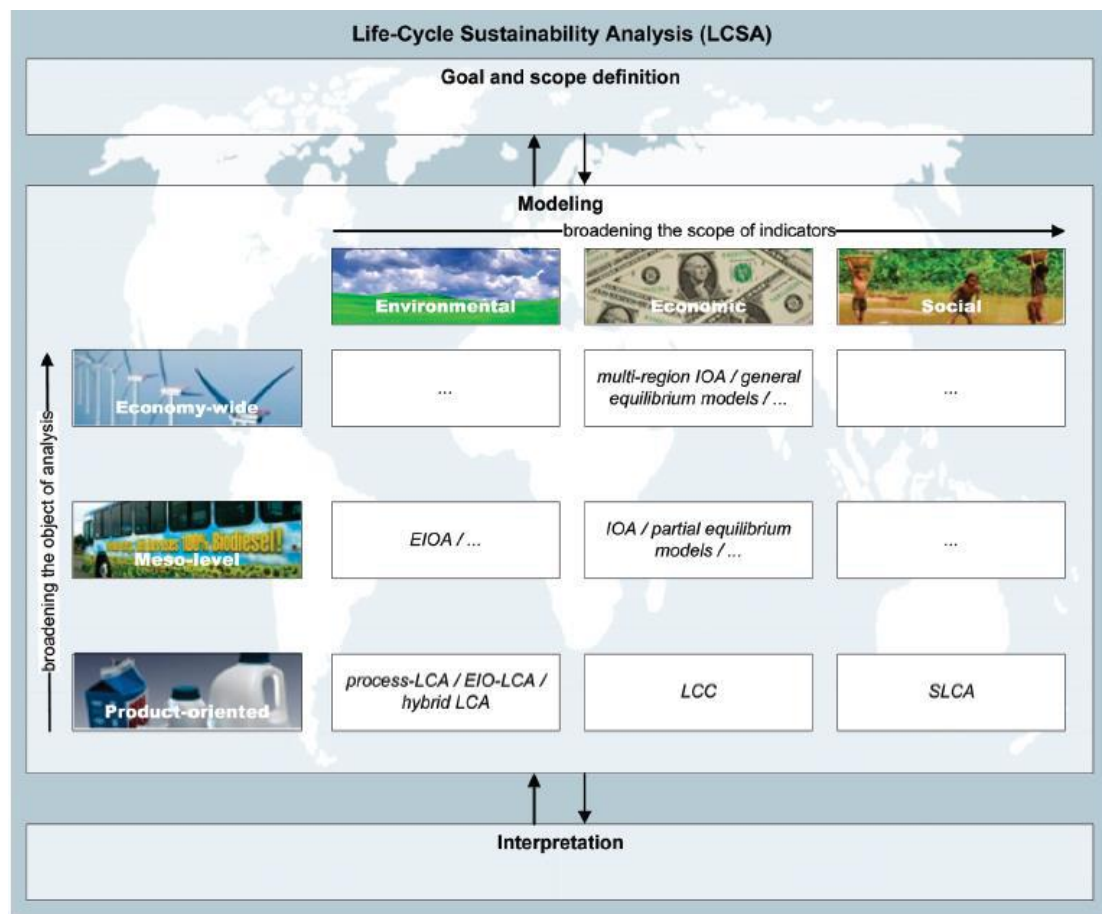 Life-Cycle Sustainability Analysis (LCSA)
Goal and scope definition
Modeling
broadening the scope of indicators
Environmental
Economic
Social
broadening the object of analysis
Economy-wide
...
multi-region IOA / general
equilibrium models / ...
...
100% Biodiesel!
Meso-level
EIOA / ...
IOA / partial equilibrium
models / ...
...
Product-oriented
process-LCA / EIO-LCA /
hybrid LCA
LCC
SLCA
Interpretation